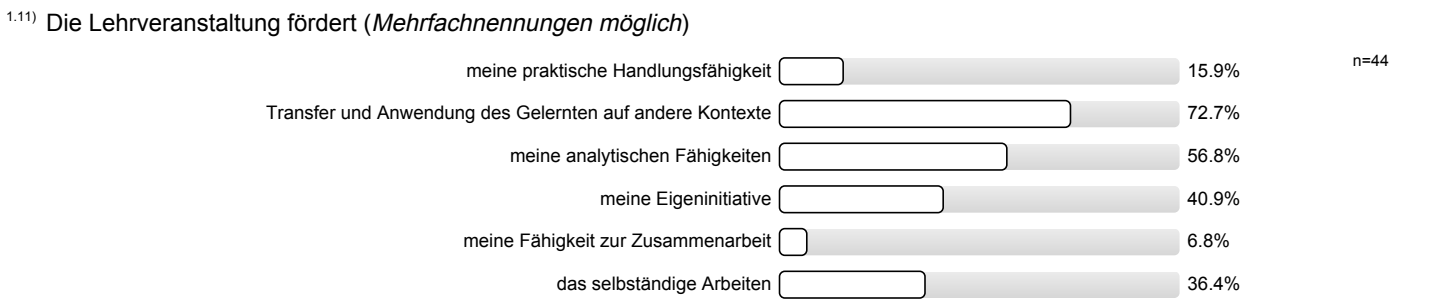 1.11) Die Lehrveranstaltung fördert (Mehrfachnennungen möglich)
n=44
meine praktische Handlungsfähigkeit 15.9%
Transfer und Anwendung des Gelernten auf andere Kontexte 72.7%
meine analytischen Fähigkeiten 56.8%
meine Eigeninitiative 40.9%
meine Fähigkeit zur Zusammenarbeit 6.8%
das selbständige Arbeiten 36.4%